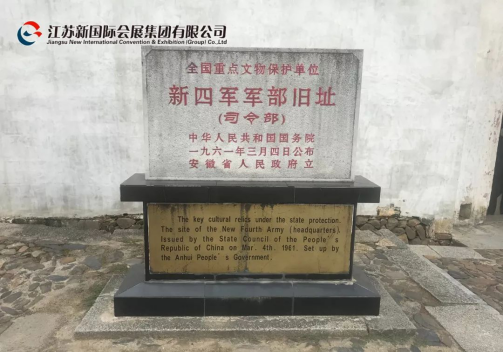 江苏新国际会展集团有限公司
Jiangsu New International Convention & Exhibition (Group) Co., Ltd
全国重点文物保护单位
新四军军部旧址
(司令部)
中华人民共和国国务院
一九六一年三月四日公布
安徽省人民政府立
The key cultural relics under the state protection.
The site of the New Fourth Army (headquarters).
Issued by the State Council of the People's
Republic of China on Mar. 4th. 1961. Set up by
the Anhui People's Government.